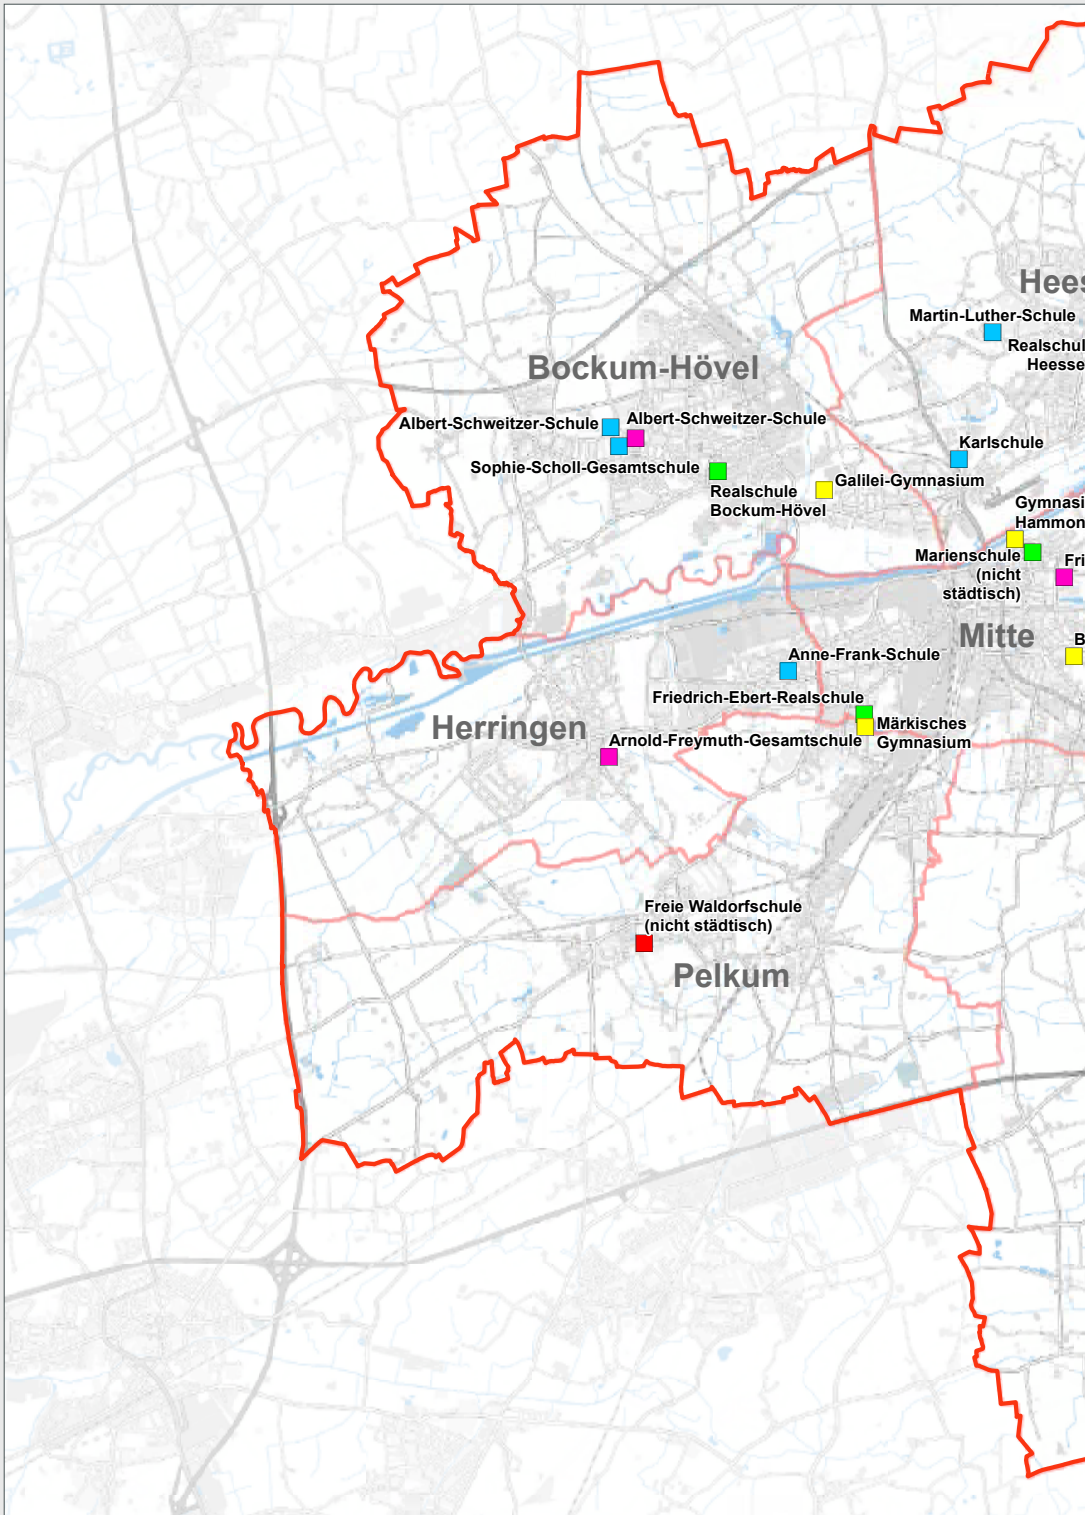 Hees
Martin-Luther-Schule
Realschul
Heesse
Bockum-Hövel
Albert-Schweitzer-Schule
Albert-Schweitzer-Schule
Karlschule
Sophie-Scholl-Gesamtschule
Galilei-Gymnasium
Realschule
Bockum-Hövel
Gymnasi
Hammon
Marienschule
(nicht
städtisch)
Fri
Mitte
B
Anne-Frank-Schule
Friedrich-Ebert-Realschule
Märkisches
Gymnasium
Herringen
Arnold-Freymuth-Gesamtschule
Freie Waldorfschule
(nicht städtisch)
Pelkum